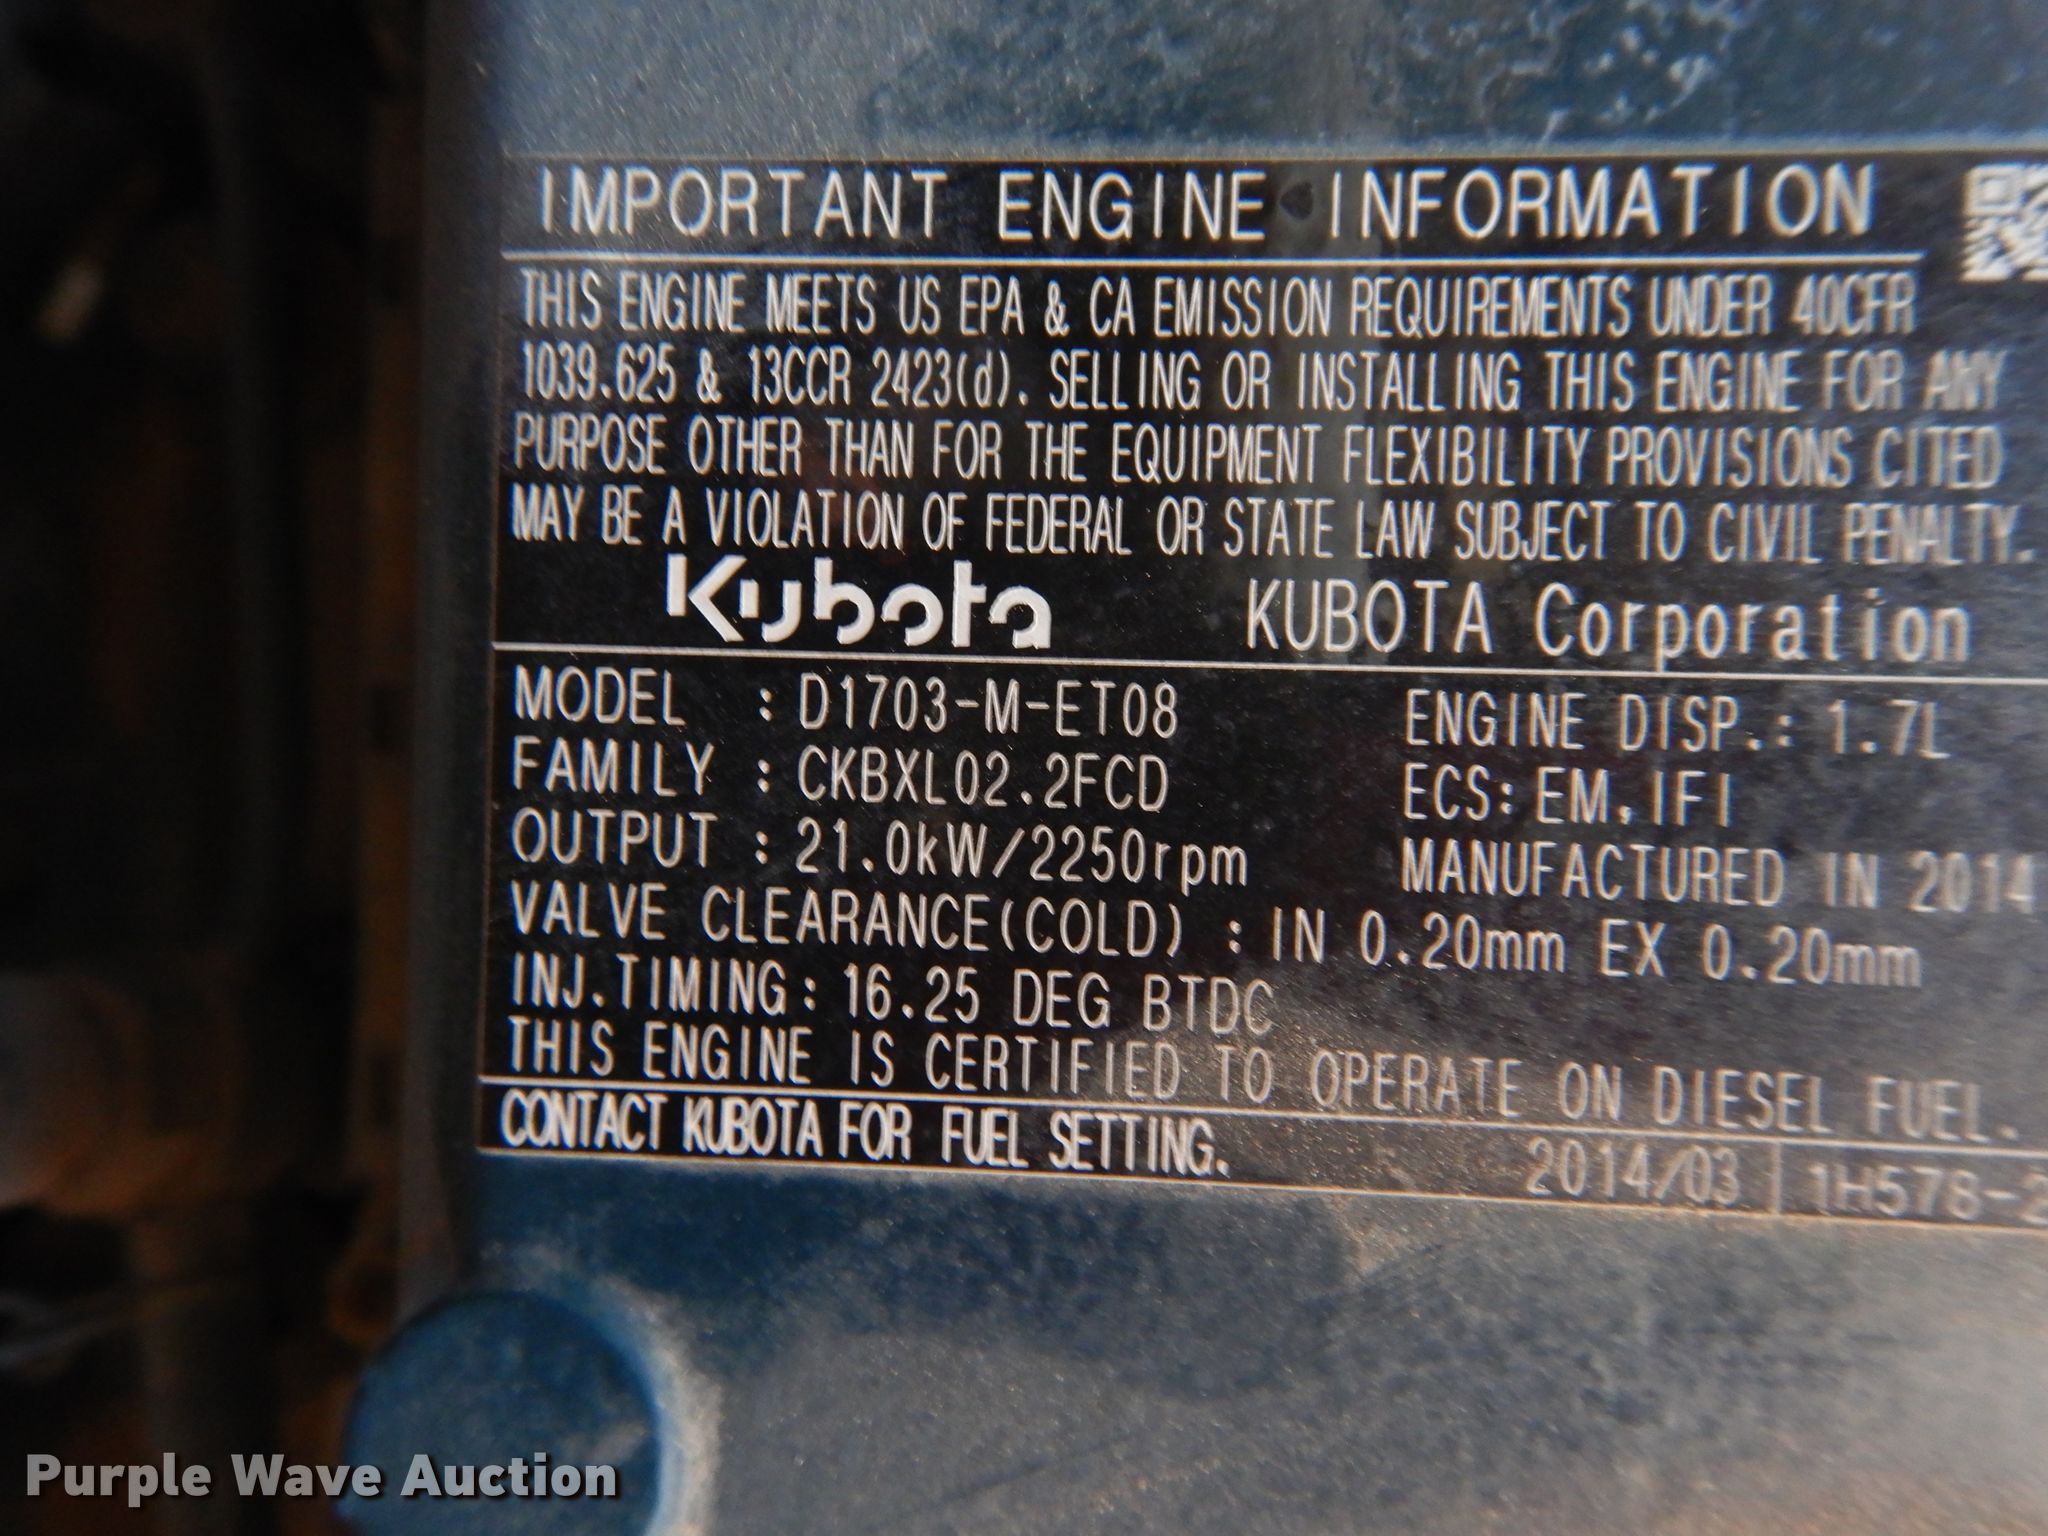 IMPORTANT ENGINE INFORMATION
THIS ENGINE MEETS US EPA & CA EMISSION REQUIREMENTS UNDER 40CFR
1039.625 & 13CCR 2423(d). SELLING OR INSTALLING THIS ENGINE FOR ANY
PURPOSE OTHER THAN FOR THE EQUIPMENT FLEXIBILITY PROVISIONS CITED
MAY BE A VIOLATION OF FEDERAL OR STATE LAW SUBJECT TO CIVIL PENALTY.
Kubota KUBOTA Corporation
MODEL : D1703-M-ET08 ENGINE DISP.: 1.7L
FAMILY : CKBXL02.2FCD ECS: EM, IFI
OUTPUT : 21.0kW/2250rpm MANUFACTURED IN 2014
VALVE CLEARANCE(COLD) : IN 0.20mm EX 0.20mm
INJ.TIMING: 16.25 DEG BTDC
THIS ENGINE IS CERTIFIED TO OPERATE ON DIESEL FUEL.
CONTACT KUBOTA FOR FUEL SETTING. 2014/03 1H578-2
Purple Wave Auction